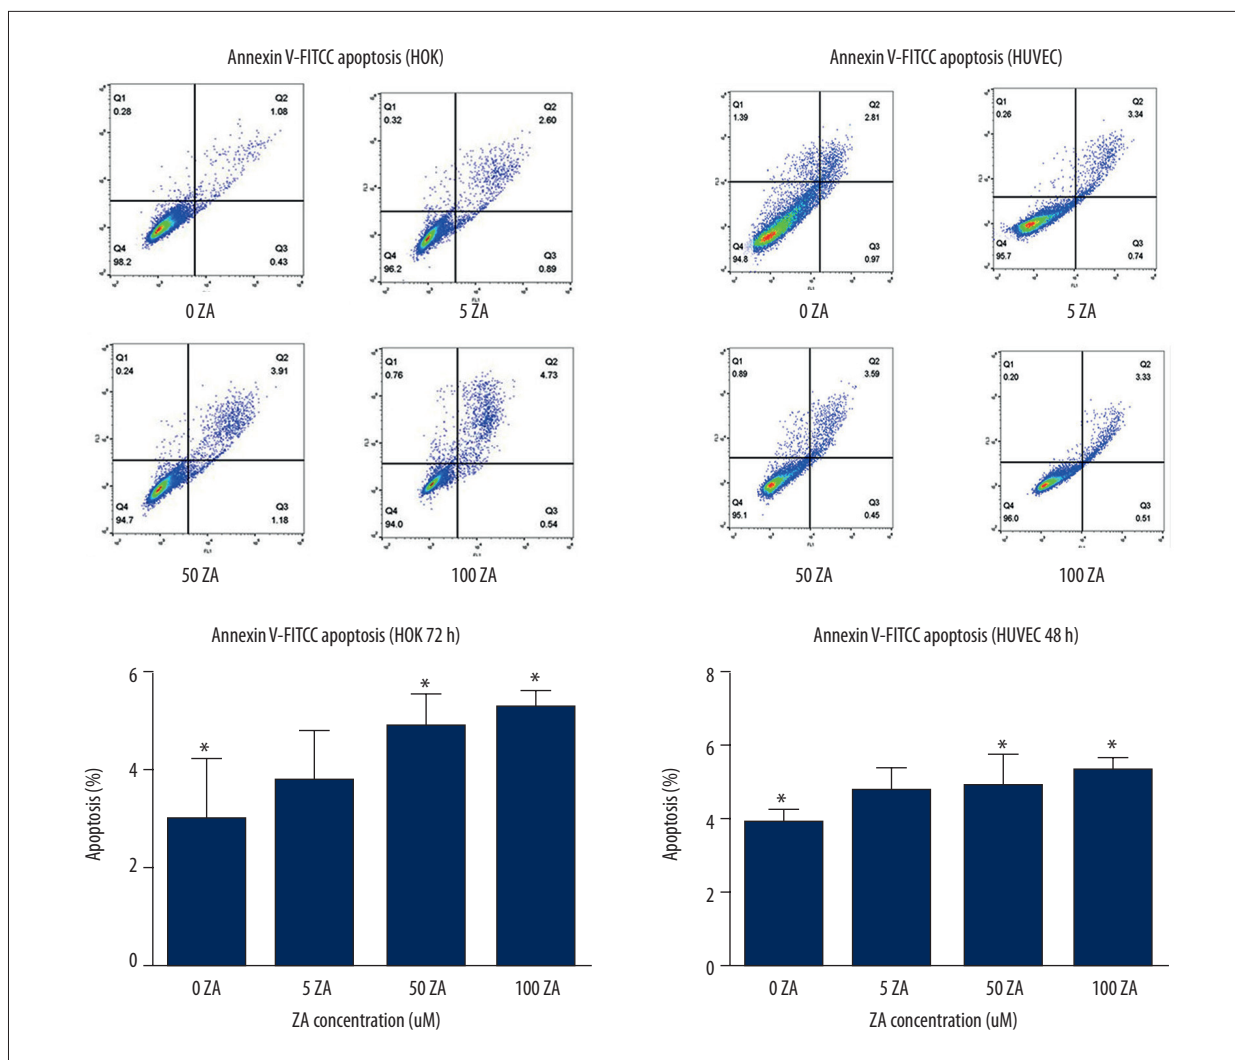 Annexin V-FITCC apoptosis (HOK)
Q1
0.28
Q2
1.08
Q4
98.2
Q3
0.43
0 ZA
Q1
0.32
Q2
2.60
Q4
96.2
Q3
0.89
FL1
5 ZA
Q1
0.24
Q2
3.91
Q4
94.7
Q3
1.18
FL1
50 ZA
Q1
0.76
Q2
4.73
Q4
94.0
Q3
0.54
FL1
100 ZA
Annexin V-FITCC apoptosis (HUVEC)
Q1
1.39
Q2
2.81
Q4
94.8
Q3
0.97
0 ZA
Q1
0.26
Q2
3.34
Q4
95.7
Q3
0.74
FL1
5 ZA
Q1
0.89
Q2
3.59
Q4
95.1
Q3
0.45
FL1
50 ZA
Q1
0.20
Q2
3.33
Q4
96.0
Q3
0.51
100 ZA
Annexin V-FITCC apoptosis (HOK 72 h)
Apoptosis (%)
6
4
2
0
*
*
*
0 ZA
5 ZA
50 ZA
100 ZA
ZA concentration (uM)
Annexin V-FITCC apoptosis (HUVEC 48 h)
Apoptosis (%)
8
6
4
2
0
*
*
*
0 ZA
5 ZA
50 ZA
100 ZA
ZA concentration (uM)